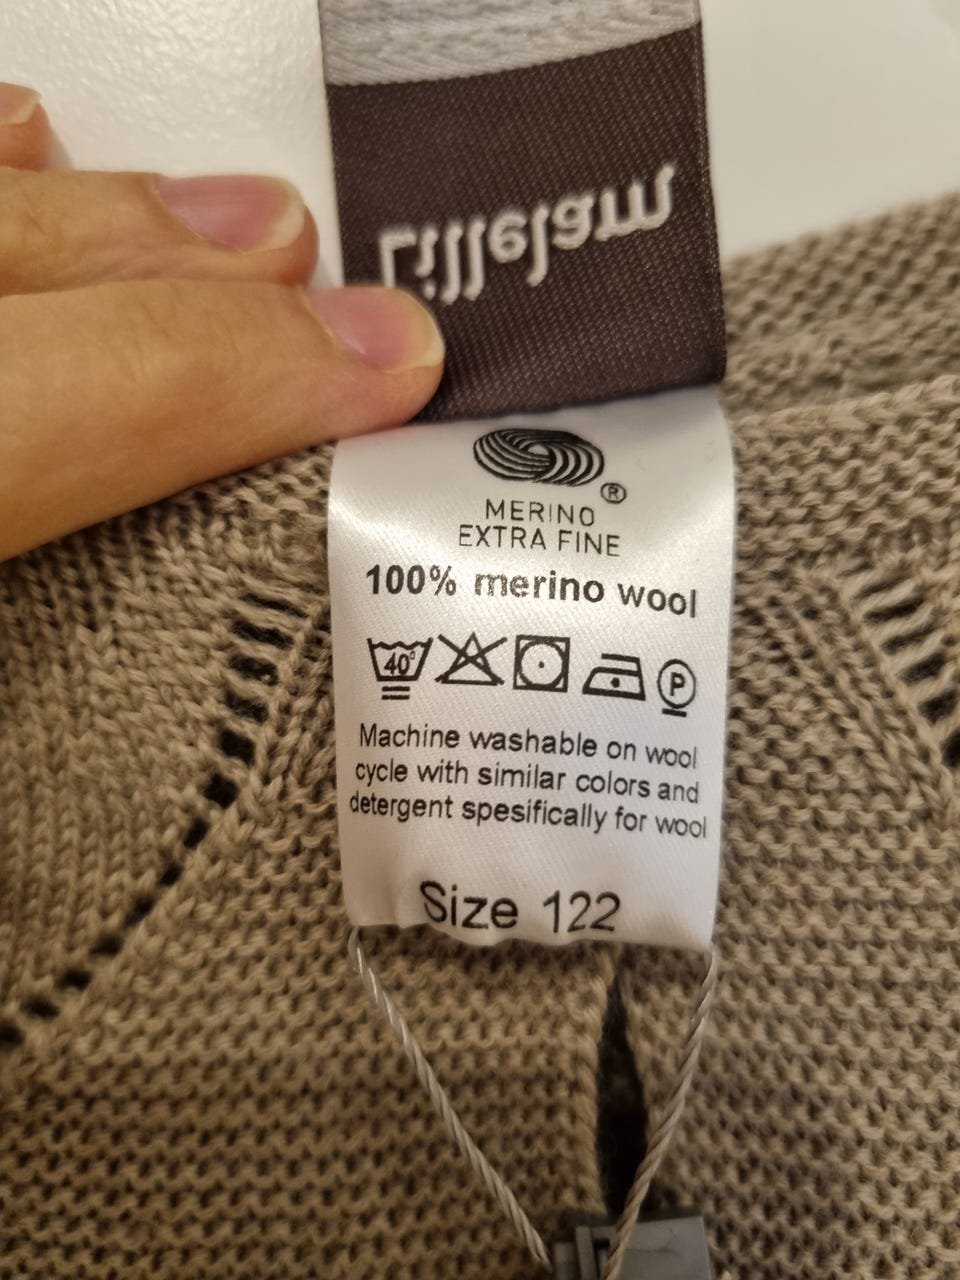 Lillelam
®
MERINO
EXTRA FINE
100% merino wool
40° P
Machine washable on wool
cycle with similar colors and
detergent spesifically for wool
Size 122